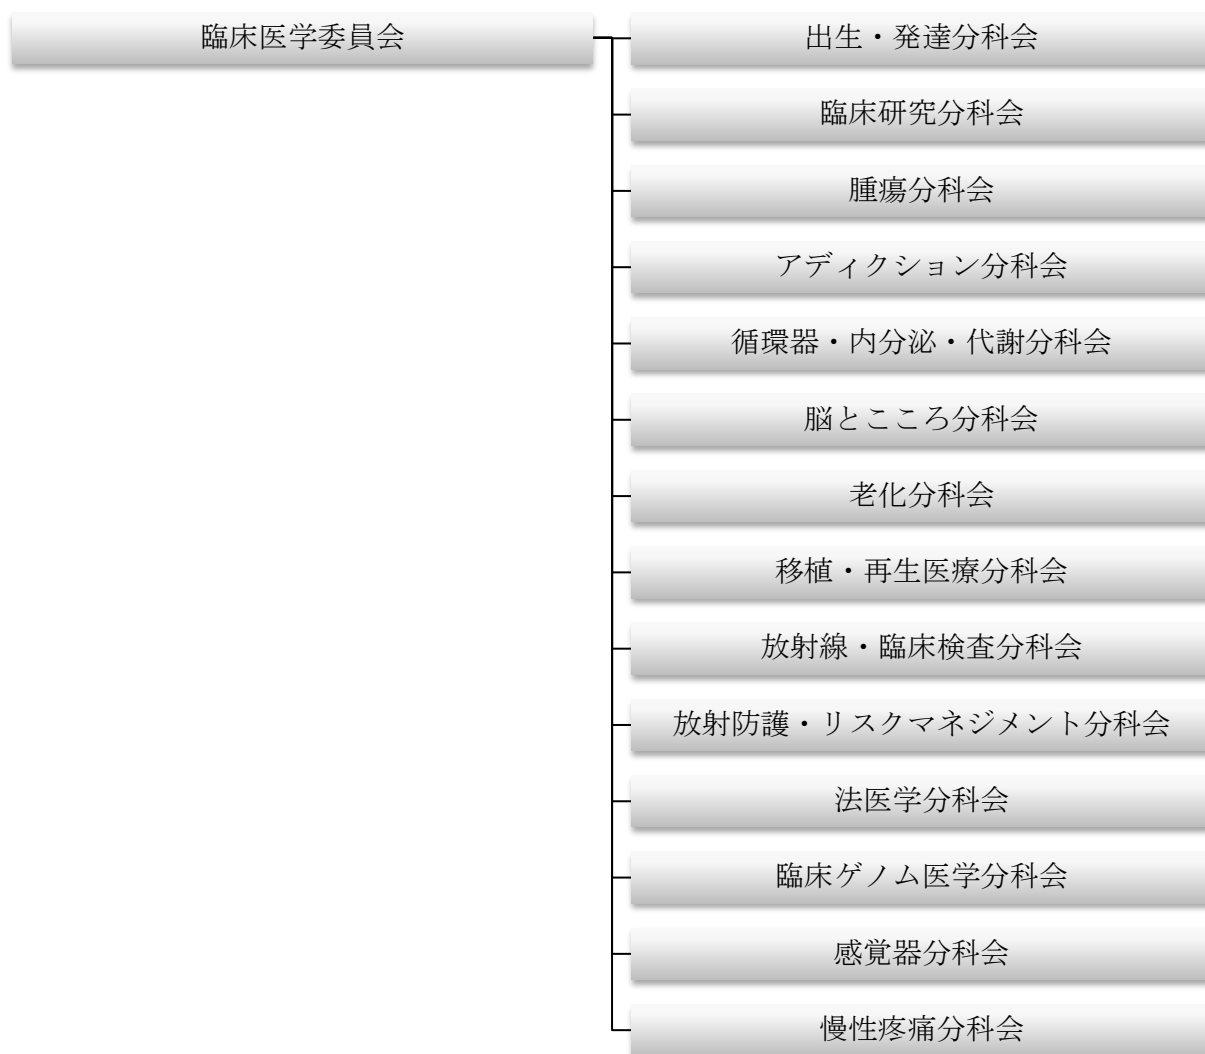 臨床医学委員会
出生・発達分科会
臨床研究分科会
腫瘍分科会
アディクション分科会
循環器・内分泌・代謝分科会
脳とこころ分科会
老化分科会
移植・再生医療分科会
放射線・臨床検査分科会
放射防護・リスクマネジメント分科会
法医学分科会
臨床ゲノム医学分科会
感覚器分科会
慢性疼痛分科会